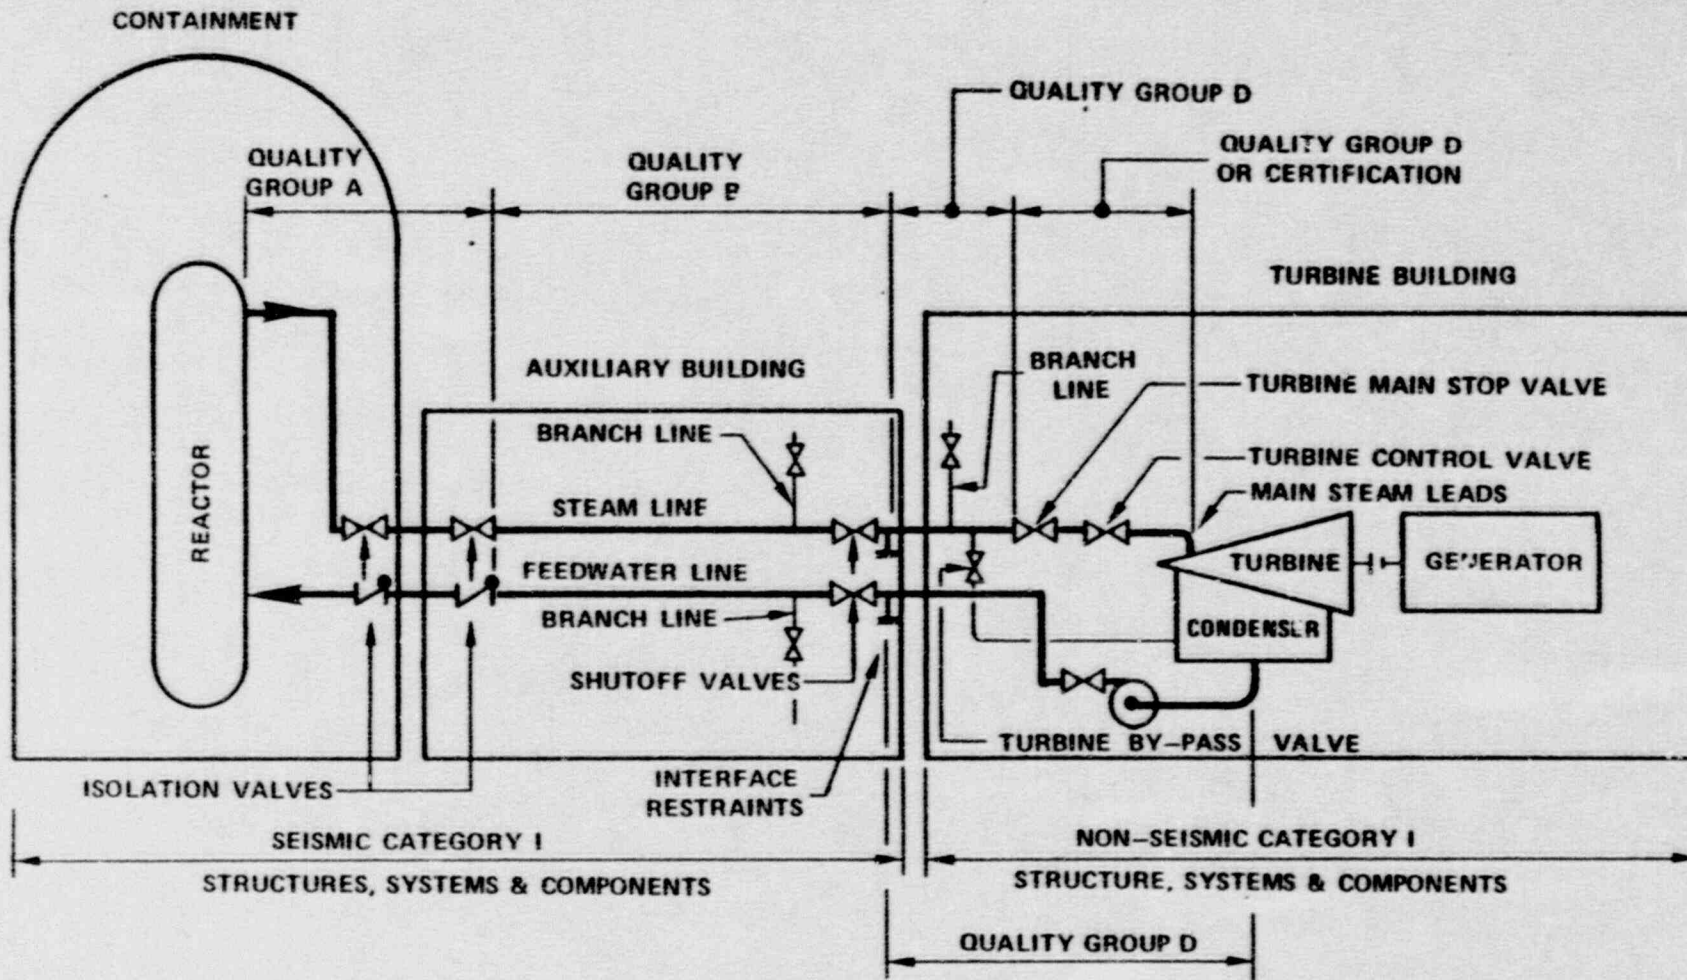 CONTAINMENT
QUALITY GROUP D
QUALITY
GROUP A
QUALITY
GROUP B
QUALITY GROUP D
OR CERTIFICATION
TURBINE BUILDING
AUXILIARY BUILDING
BRANCH
LINE
TURBINE MAIN STOP VALVE
BRANCH LINE
TURBINE CONTROL VALVE
MAIN STEAM LEADS
STEAM LINE
REACTOR
FEEDWATER LINE
TURBINE
GENERATOR
BRANCH LINE
CONDENSER
SHUTOFF VALVES
TURBINE BY-PASS VALVE
ISOLATION VALVES
INTERFACE
RESTRAINTS
SEISMIC CATEGORY I
STRUCTURES, SYSTEMS & COMPONENTS
NON-SEISMIC CATEGORY I
STRUCTURE, SYSTEMS & COMPONENTS
QUALITY GROUP D